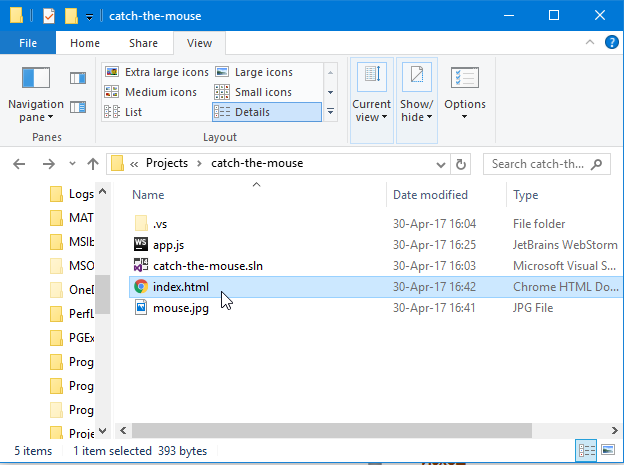 catch-the-mouse
File Home Share View
Navigation pane
Extra large icons Large icons
Medium icons Small icons
List Details
Current view
Show/ hide
Options
Panes Layout
Projects catch-the-mouse Search catch-th...
Name Date modified Type
Logs
MAT
MSIb
MSO
OneD
PerfL
PGEx
Prog
Prog
Prog
Proje
.vs 30-Apr-17 16:04 File folder
WS app.js 30-Apr-17 16:25 JetBrains WebStorm
catch-the-mouse.sln 30-Apr-17 16:03 Microsoft Visual S...
index.html 30-Apr-17 16:42 Chrome HTML Do...
mouse.jpg 30-Apr-17 16:41 JPG File
5 items 1 item selected 393 bytes